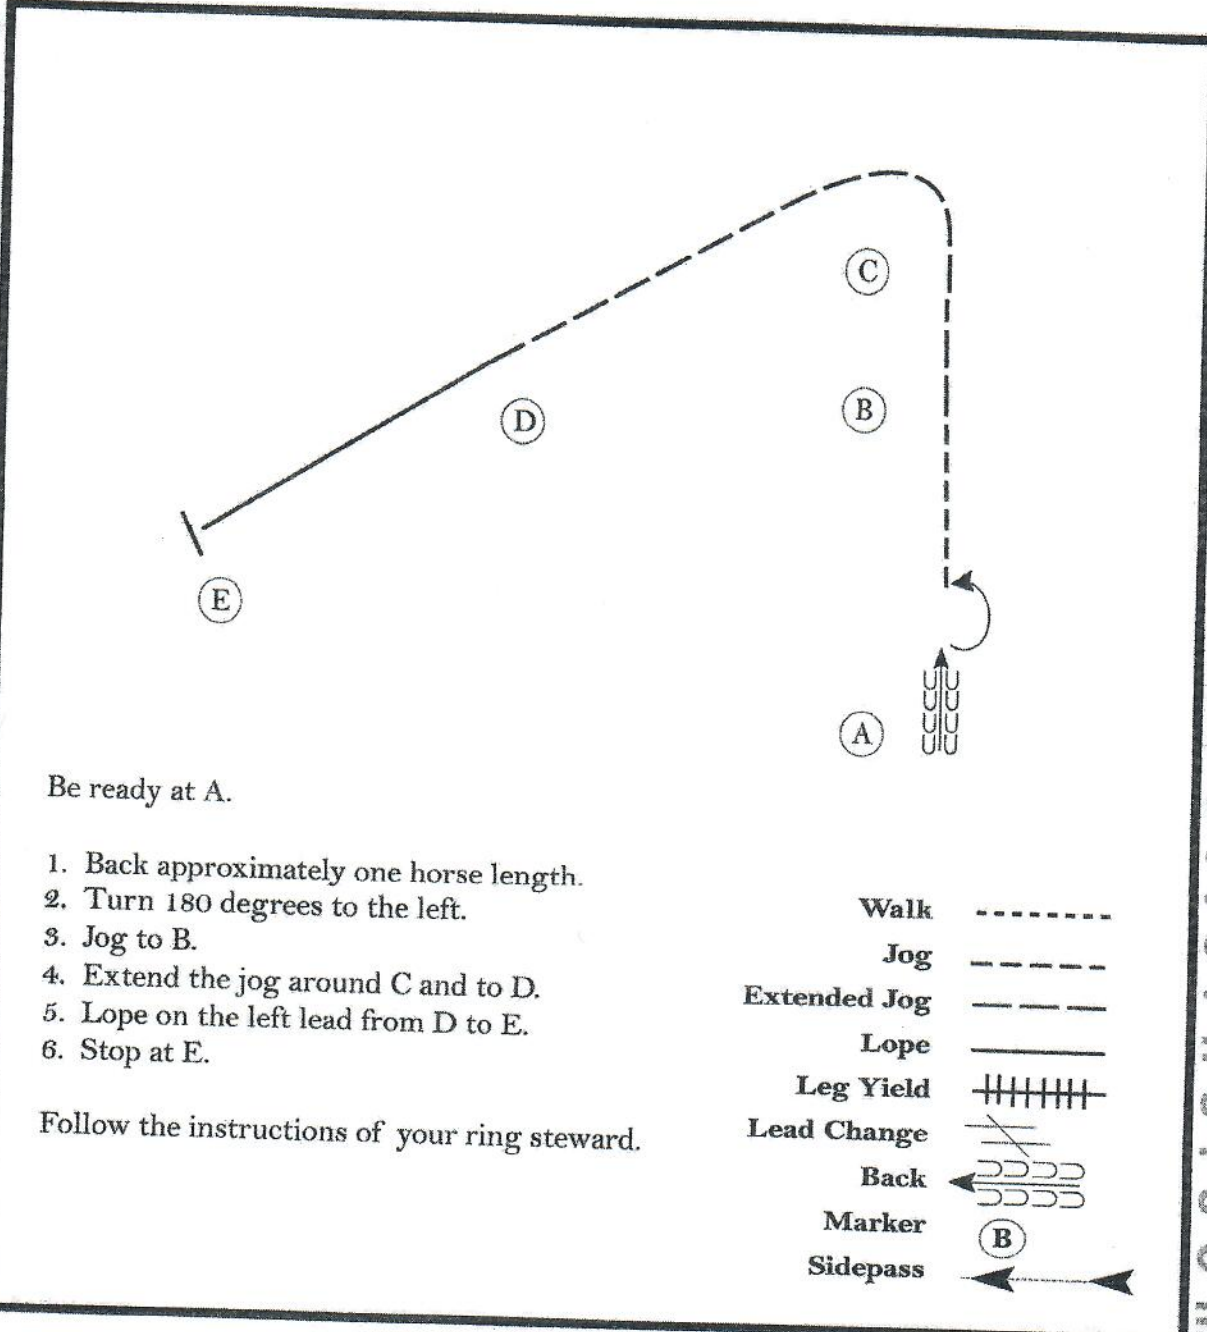 C
B
D
E
A
Be ready at A.
1. Back approximately one horse length.
2. Turn 180 degrees to the left.
3. Jog to B.
4. Extend the jog around C and to D.
5. Lope on the left lead from D to E.
6. Stop at E.
Follow the instructions of your ring steward.
Walk
Jog
Extended Jog
Lope
Leg Yield
Lead Change
Back
Marker B
Sidepass